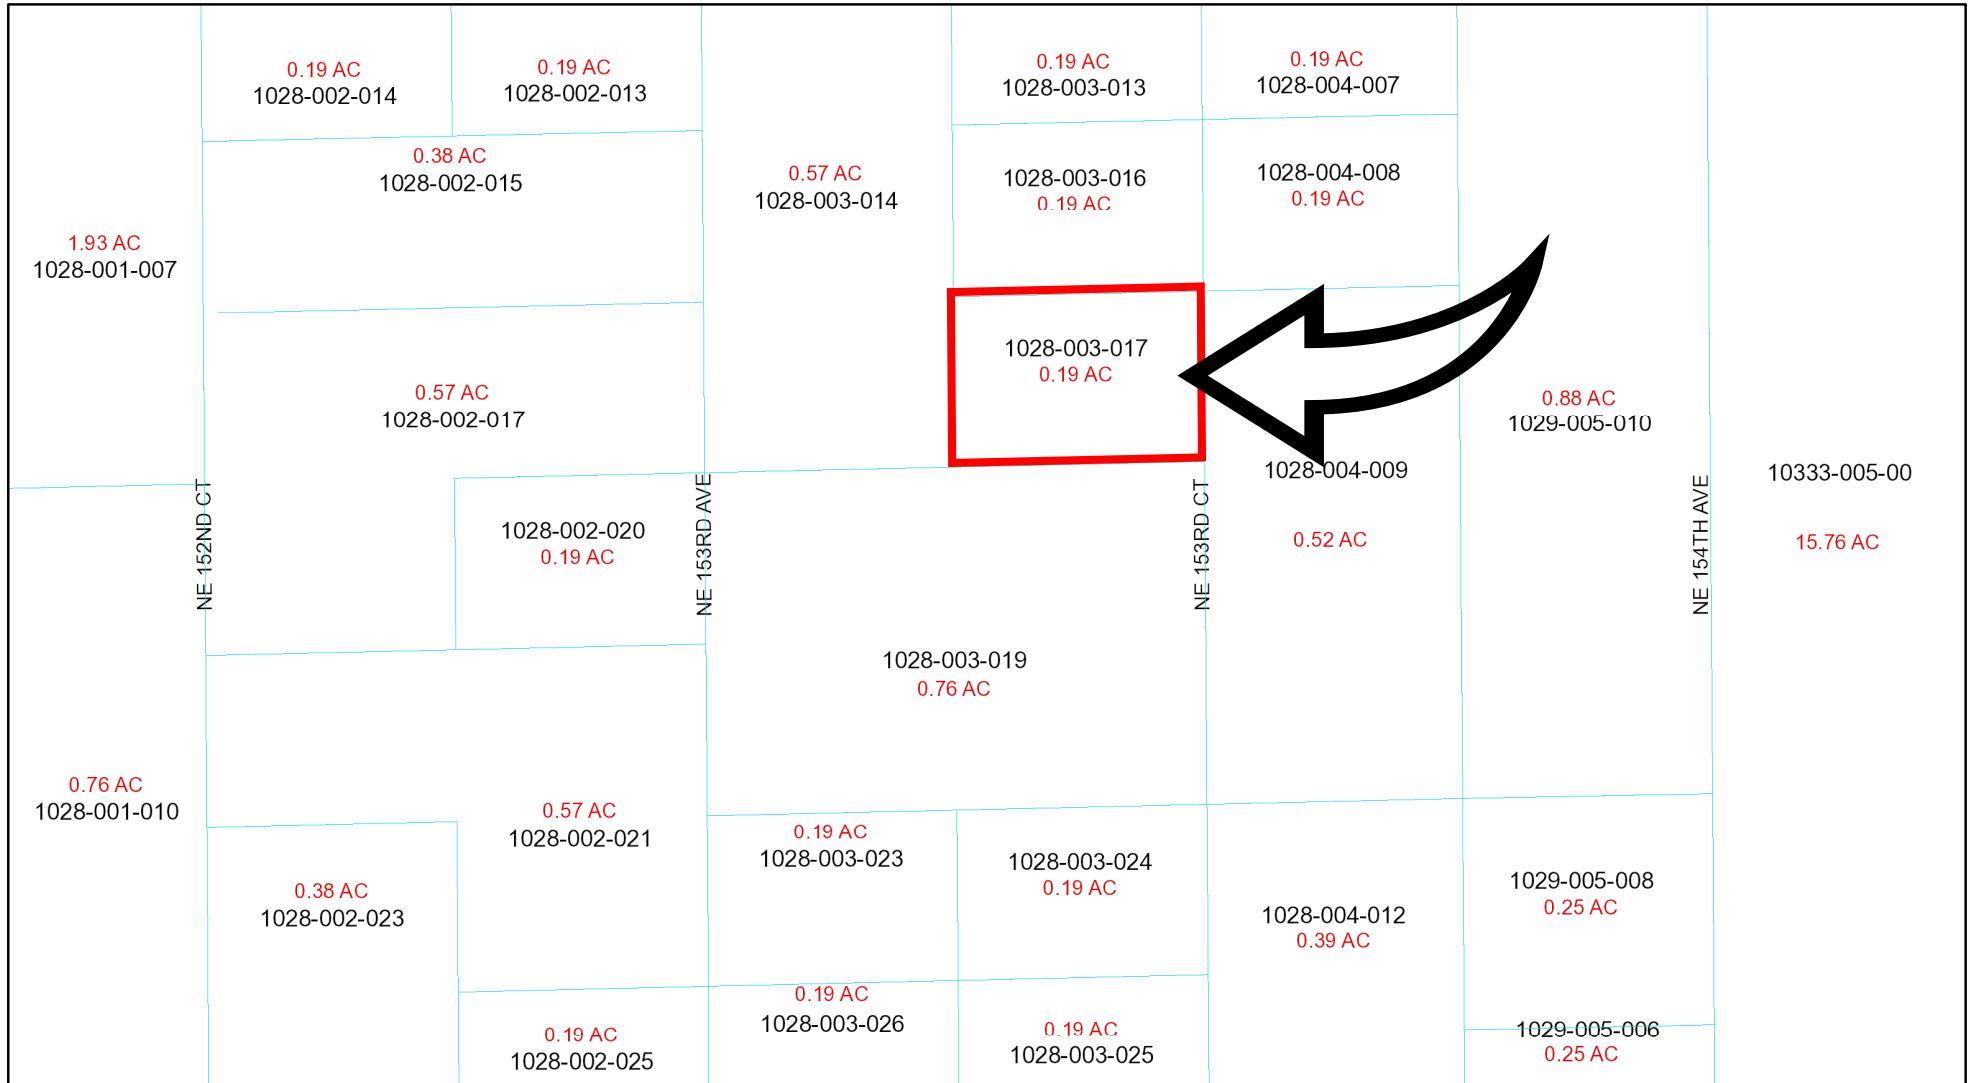 0.19 AC
1028-002-014
0.19 AC
1028-002-013
0.19 AC
1028-003-013
0.19 AC
1028-004-007
0.38 AC
1028-002-015
0.57 AC
1028-003-014
1028-003-016
0.19 AC
1028-004-008
0.19 AC
1.93 AC
1028-001-007
1028-003-017
0.19 AC
0.57 AC
1028-002-017
0.88 AC
1029-005-010
1028-004-009
0.52 AC
10333-005-00
15.76 AC
NE 152ND CT
NE 153RD AVE
NE 153RD CT
NE 154TH AVE
1028-002-020
0.19 AC
1028-003-019
0.76 AC
0.76 AC
1028-001-010
0.57 AC
1028-002-021
0.19 AC
1028-003-023
1028-003-024
0.19 AC
0.38 AC
1028-002-023
1028-004-012
0.39 AC
1029-005-008
0.25 AC
0.19 AC
1028-002-025
0.19 AC
1028-003-026
0.19 AC
1028-003-025
1029-005-006
0.25 AC